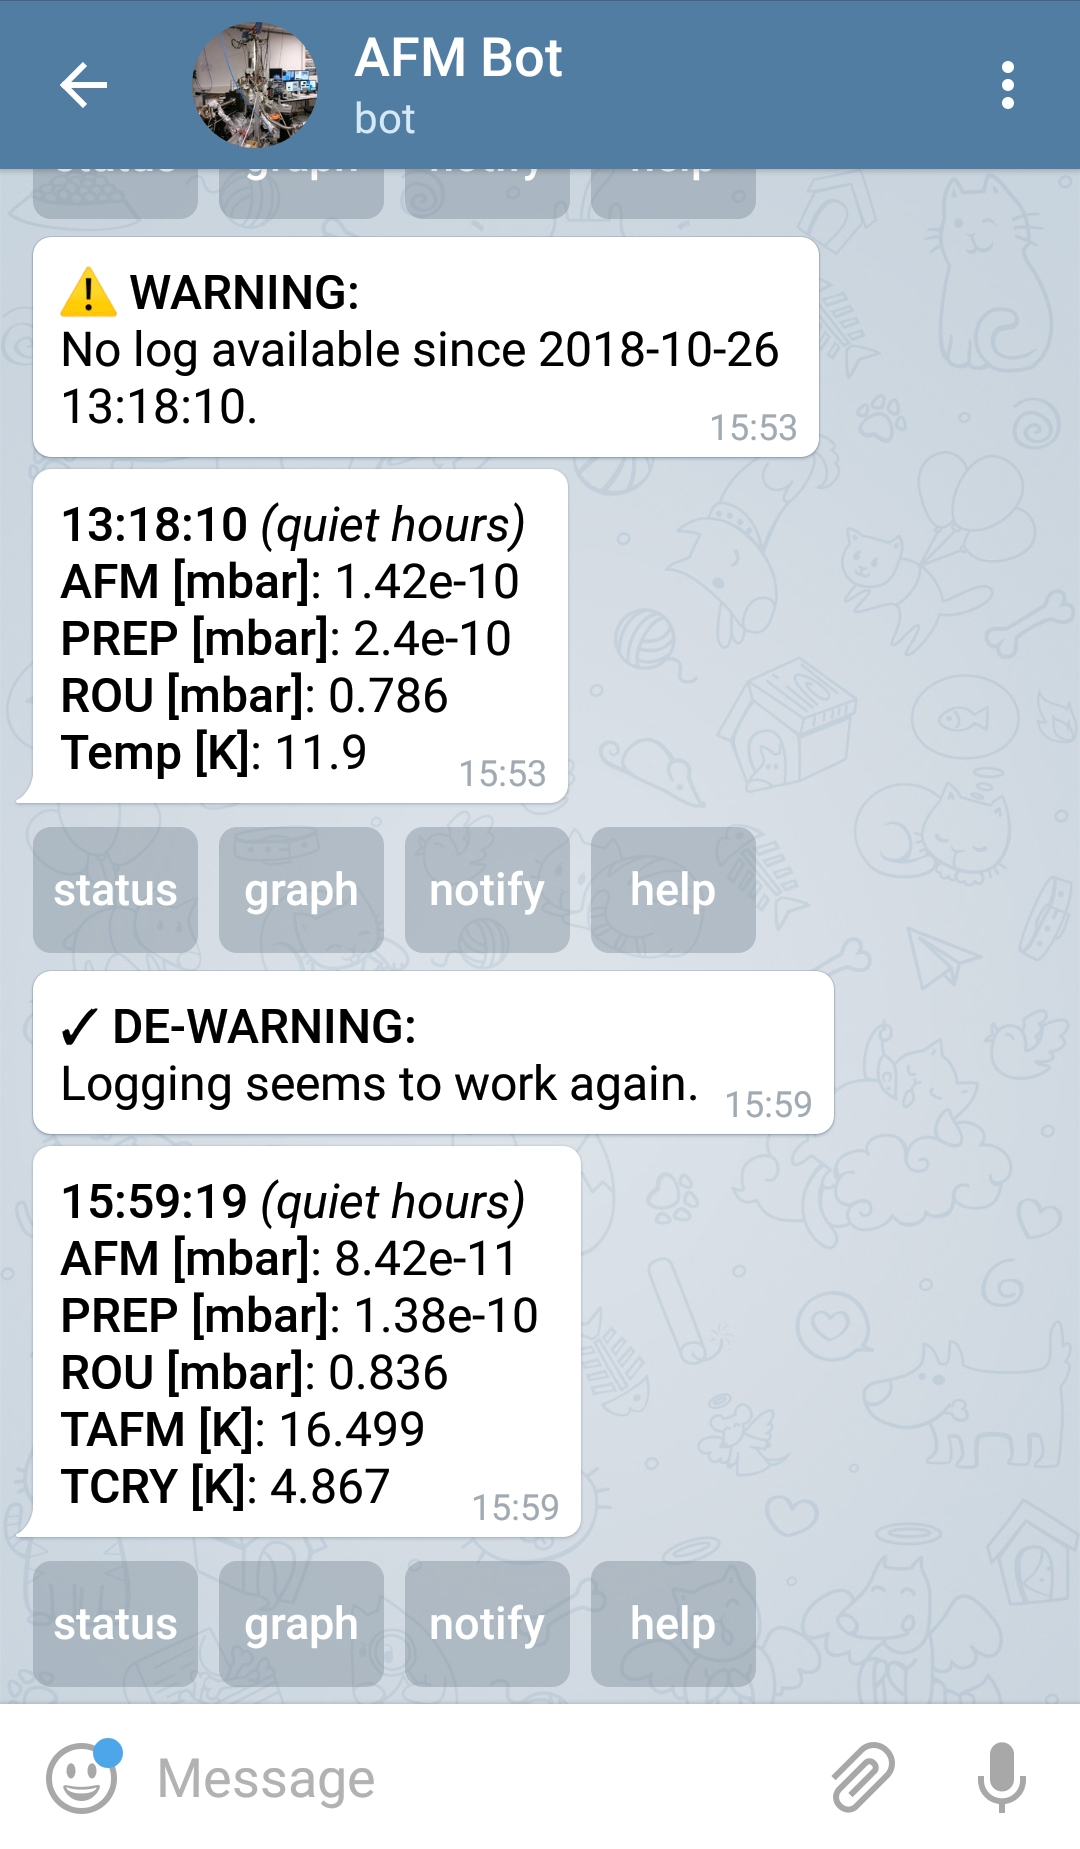 AFM Bot
bot
status graph notify help
⚠ WARNING:
No log available since 2018-10-26
13:18:10.
15:53
13:18:10 (quiet hours)
AFM [mbar]: 1.42e-10
PREP [mbar]: 2.4e-10
ROU [mbar]: 0.786
Temp [K]: 11.9
15:53
status graph notify help
✓ DE-WARNING:
Logging seems to work again.
15:59
15:59:19 (quiet hours)
AFM [mbar]: 8.42e-11
PREP [mbar]: 1.38e-10
ROU [mbar]: 0.836
TAFM [K]: 16.499
TCRY [K]: 4.867
15:59
status graph notify help
Message